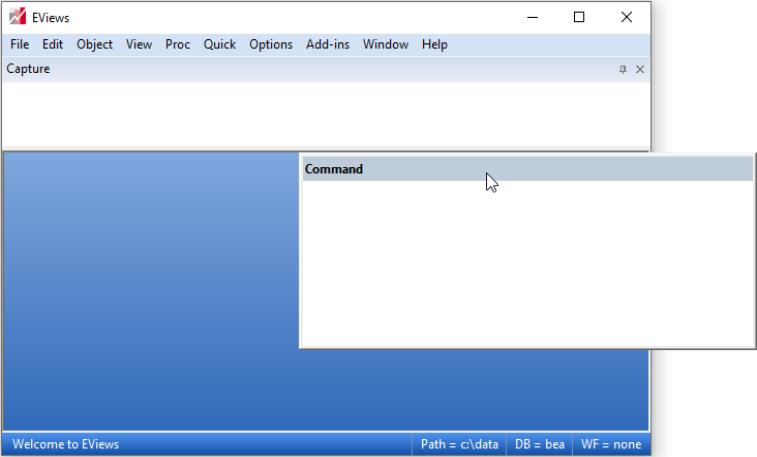 EViews
File Edit Object View Proc Quick Options Add-ins Window Help
Capture
Command
Welcome to EViews Path = c:\data DB = bea WF = none